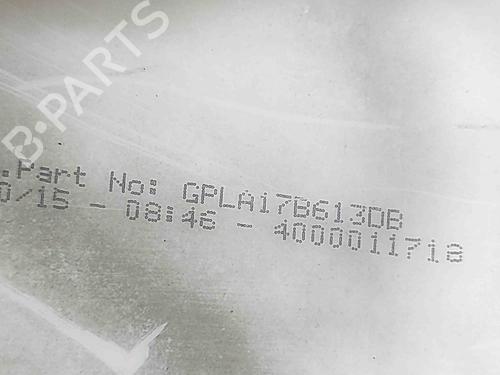 B-PARTS
.Part No: GPLA17B613DB
0/15 - 08:46 - 4000011718